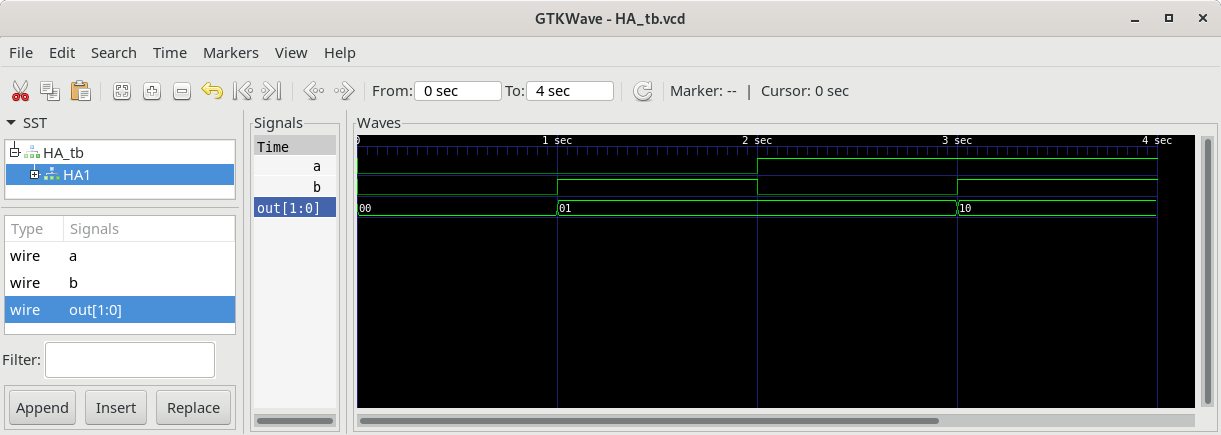 GTKWave - HA_tb.vcd
File Edit Search Time Markers View Help
From: 0 sec To: 4 sec Marker: -- | Cursor: 0 sec
SST
HA_tb
HA1
Type Signals
wire a
wire b
wire out[1:0]
Filter:
Append Insert Replace
Signals
Time
a
b
out[1:0]
Waves
0 1 sec 2 sec 3 sec 4 sec
00 01 10